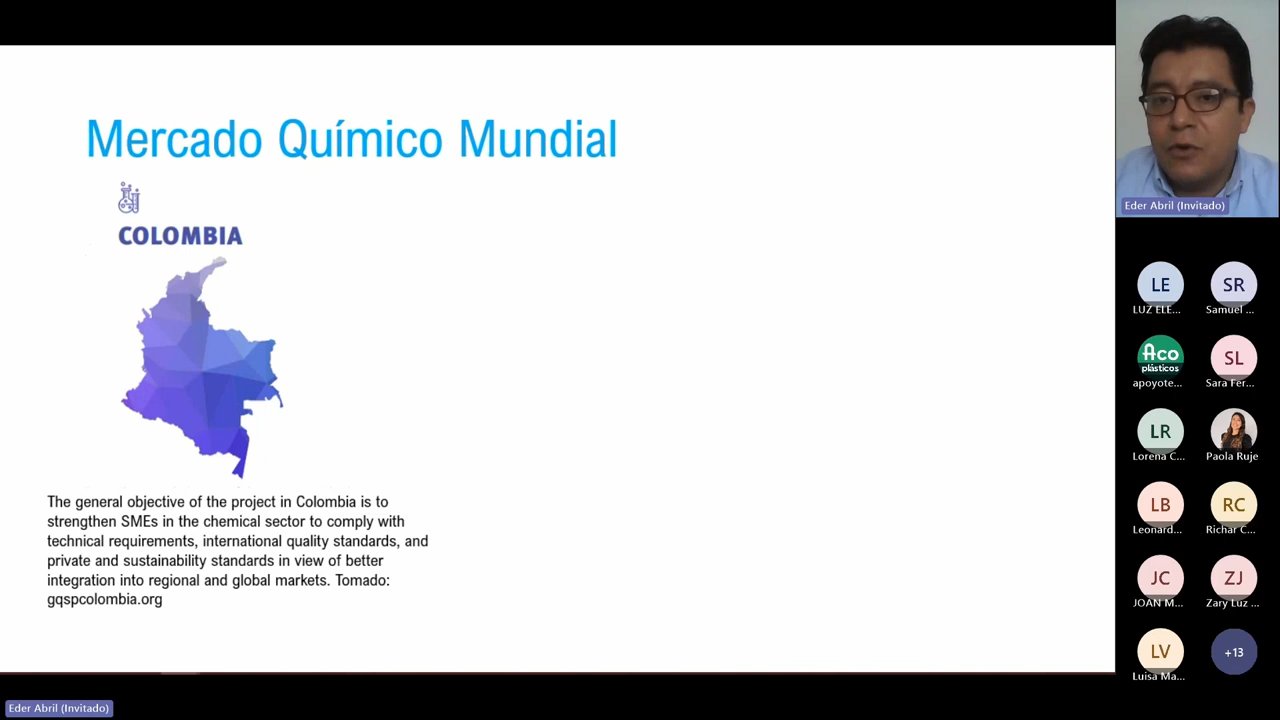 Mercado Químico Mundial
COLOMBIA
The general objective of the project in Colombia is to
strengthen SMEs in the chemical sector to comply with
technical requirements, international quality standards, and
private and sustainability standards in view of better
integration into regional and global markets. Tomado:
gqspcolombia.org
Eder Abril (Invitado)
LE
SR
LUZ ELE...
Samuel ...
Aco
plásticos
SL
apoyote...
Sara Fer...
LR
Lorena C...
Paola Ruje
LB
RC
Leonard...
Richar C...
JC
ZJ
JOAN M...
Zary Luz ...
LV
+13
Luisa Ma...
Eder Abril (Invitado)